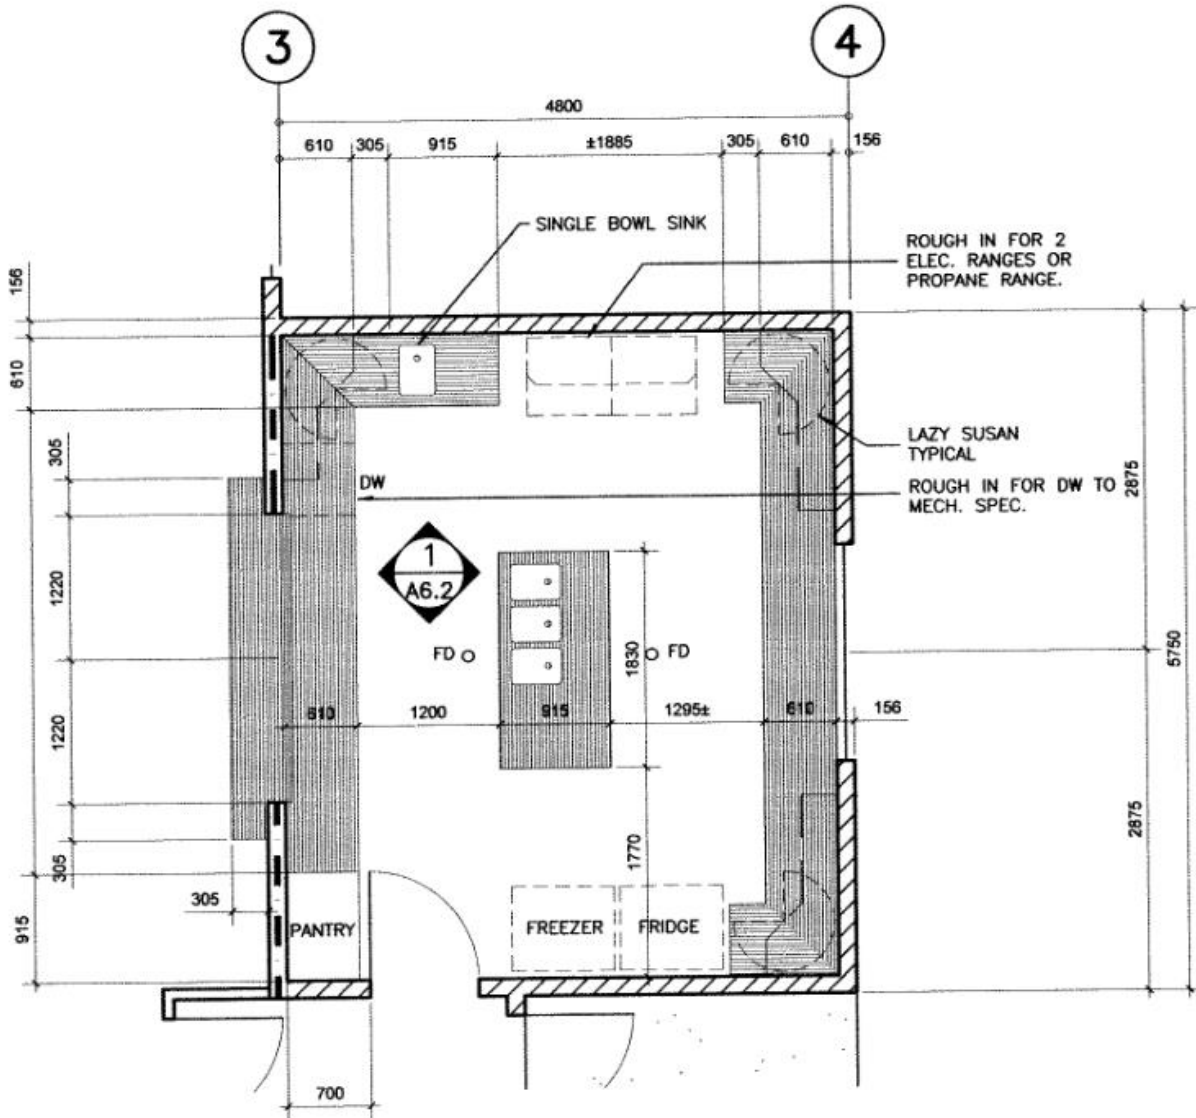 3
4
4800
610
305
915
±1885
305
610
156
SINGLE BOWL SINK
ROUGH IN FOR 2
ELEC. RANGES OR
PROPANE RANGE.
156
610
LAZY SUSAN
TYPICAL
305
DW
ROUGH IN FOR DW TO
MECH. SPEC.
2875
1
A6.2
1220
FD
FD
1830
5750
610
1200
915
1295±
610
156
1220
1770
2875
305
305
915
PANTRY
FREEZER
FRIDGE
700